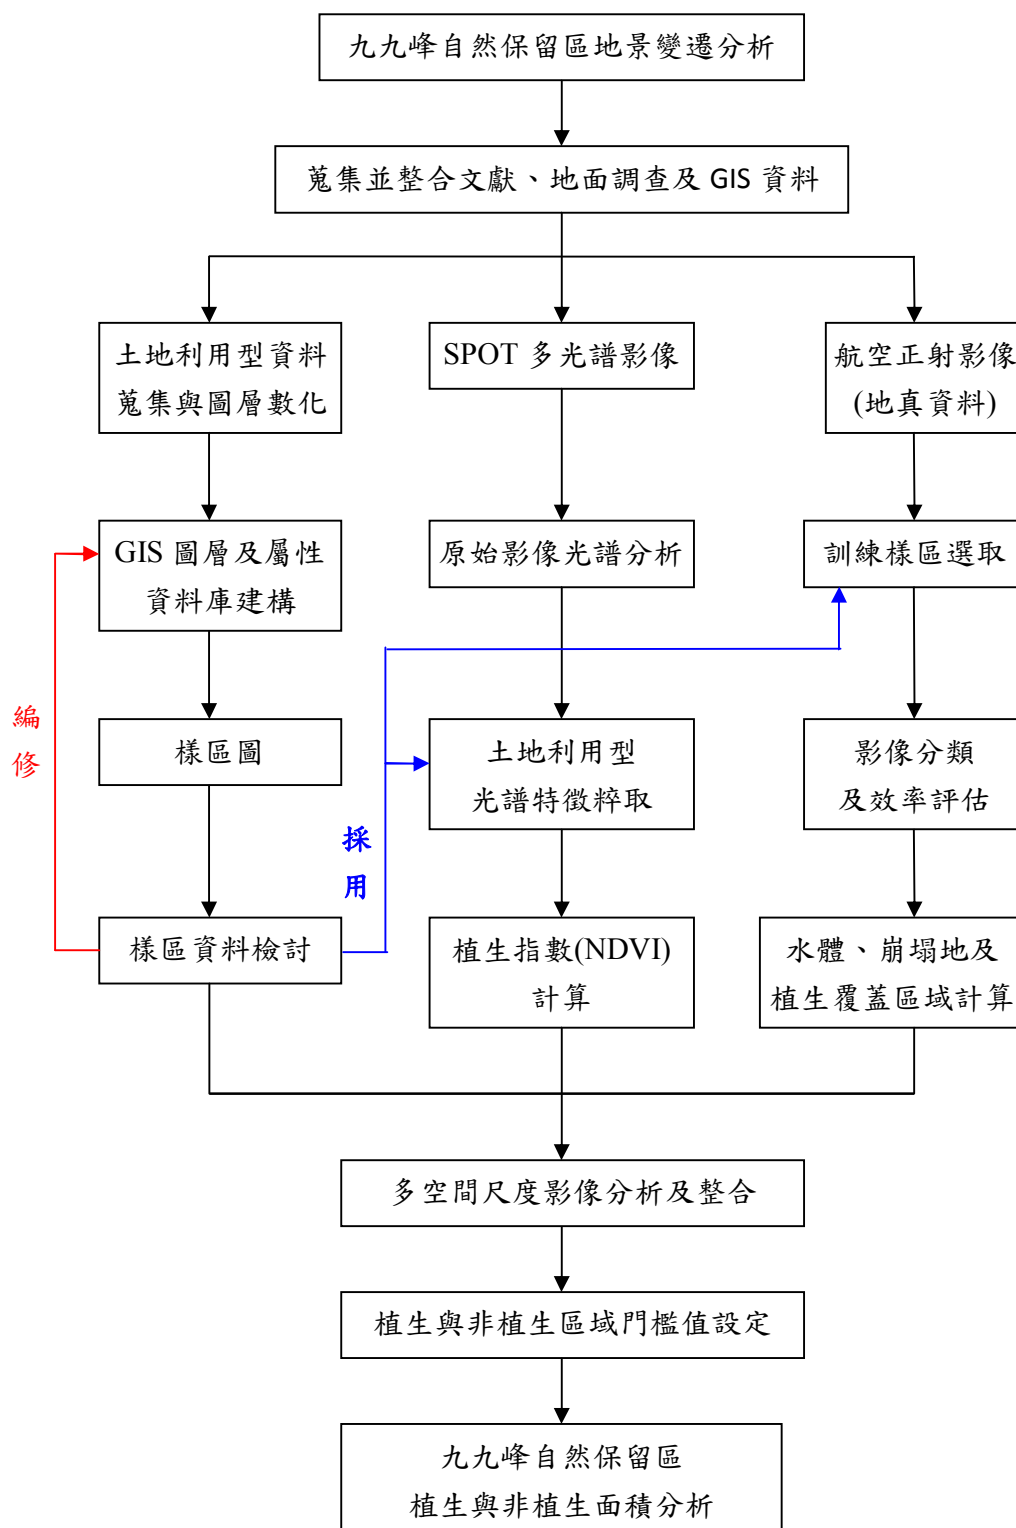 九九峰自然保留區地景變遷分析
蒐集並整合文獻、地面調查及 GIS 資料
土地利用型資料
蒐集與圖層數化
SPOT 多光譜影像
航空正射影像
(地真資料)
GIS 圖層及屬性
資料庫建構
原始影像光譜分析
訓練樣區選取
編
修
樣區圖
土地利用型
光譜特徵粹取
影像分類
及效率評估
採
用
樣區資料檢討
植生指數(NDVI)
計算
水體、崩塌地及
植生覆蓋區域計算
多空間尺度影像分析及整合
植生與非植生區域門檻值設定
九九峰自然保留區
植生與非植生面積分析